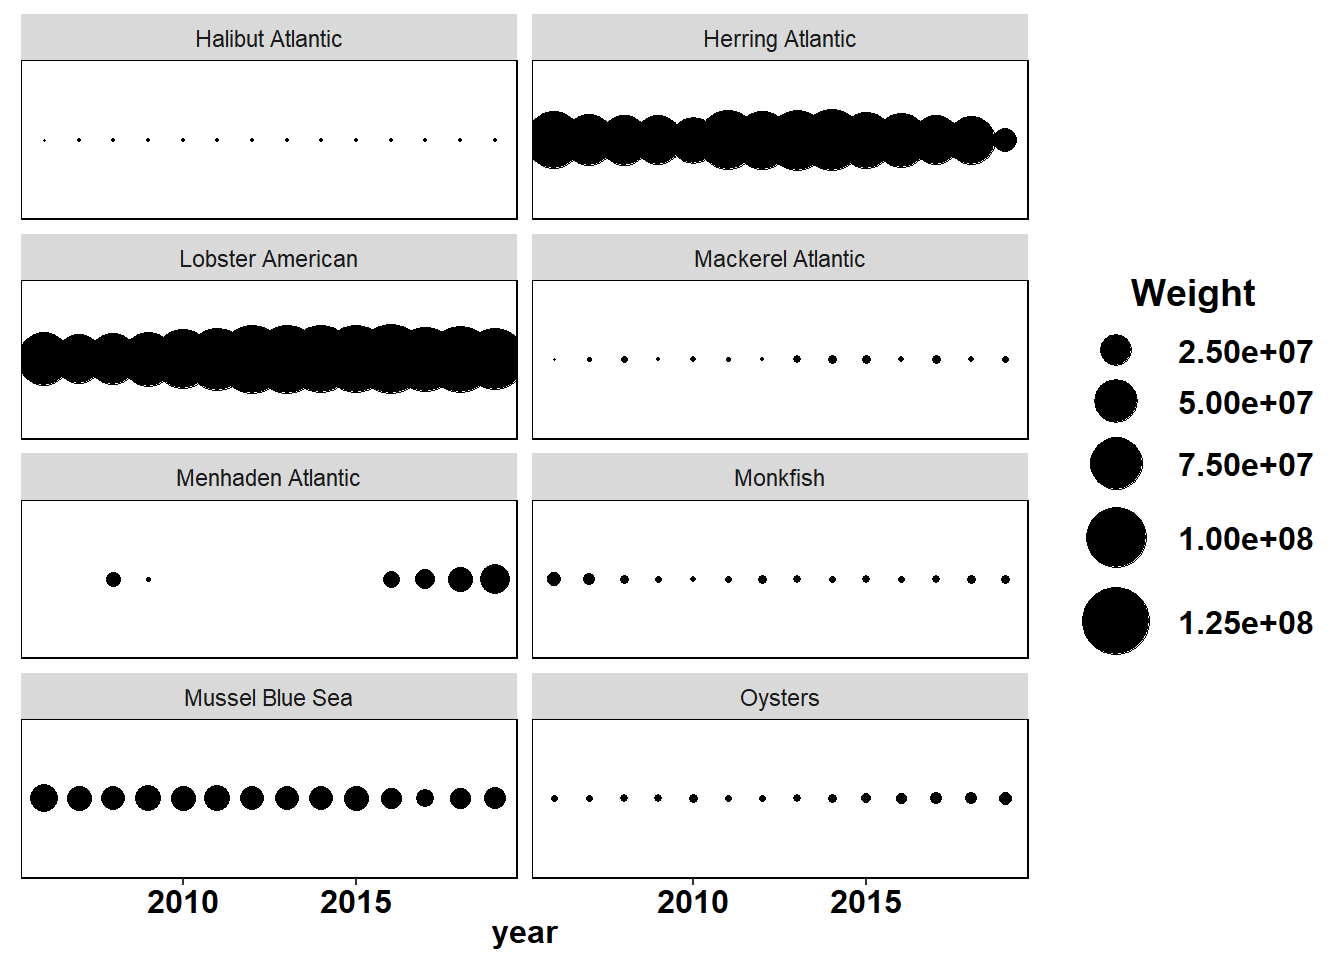 Halibut Atlantic
Herring Atlantic
Lobster American
Mackerel Atlantic
Menhaden Atlantic
Monkfish
Mussel Blue Sea
Oysters
2010
2015
2010
2015
year
Weight
2.50e+07
5.00e+07
7.50e+07
1.00e+08
1.25e+08